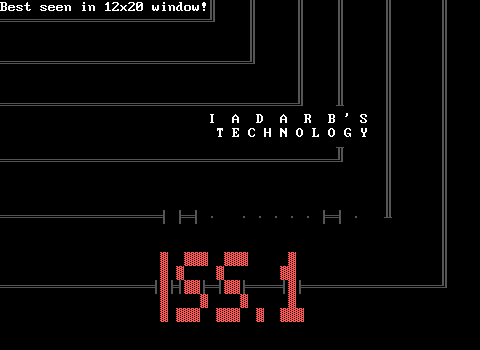 Best seen in 12x20 window!
I A D A R B ' S
T E C H N O L O G Y
ISS.1